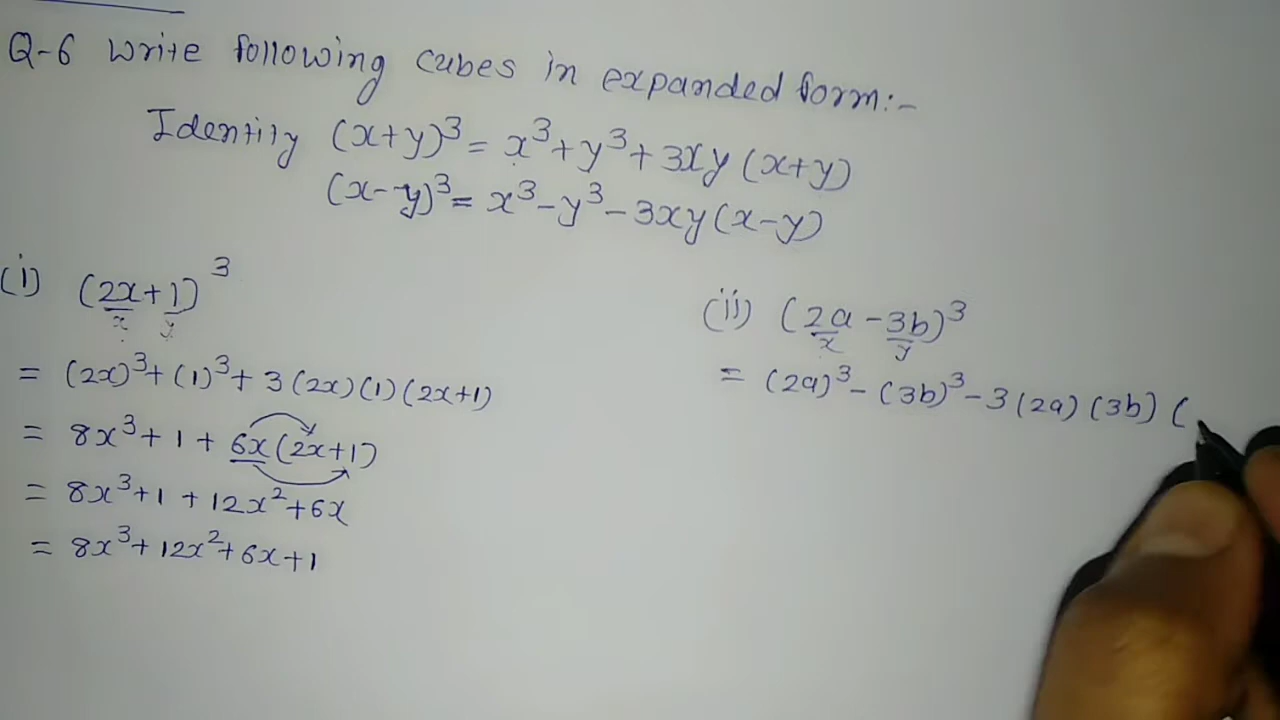 Q-6 Write following cubes in expanded form:-
Identity (x+y)³ = x³+y³+3xy(x+y)
(x-y)³ = x³-y³-3xy(x-y)
(i) (2x+1)³
x y
= (2x)³+(1)³+3(2x)(1)(2x+1)
= 8x³+1+6x(2x+1)
= 8x³+1+12x²+6x
= 8x³+12x²+6x+1
(ii) (2a-3b)³
x y
= (2a)³-(3b)³-3(2a)(3b)(